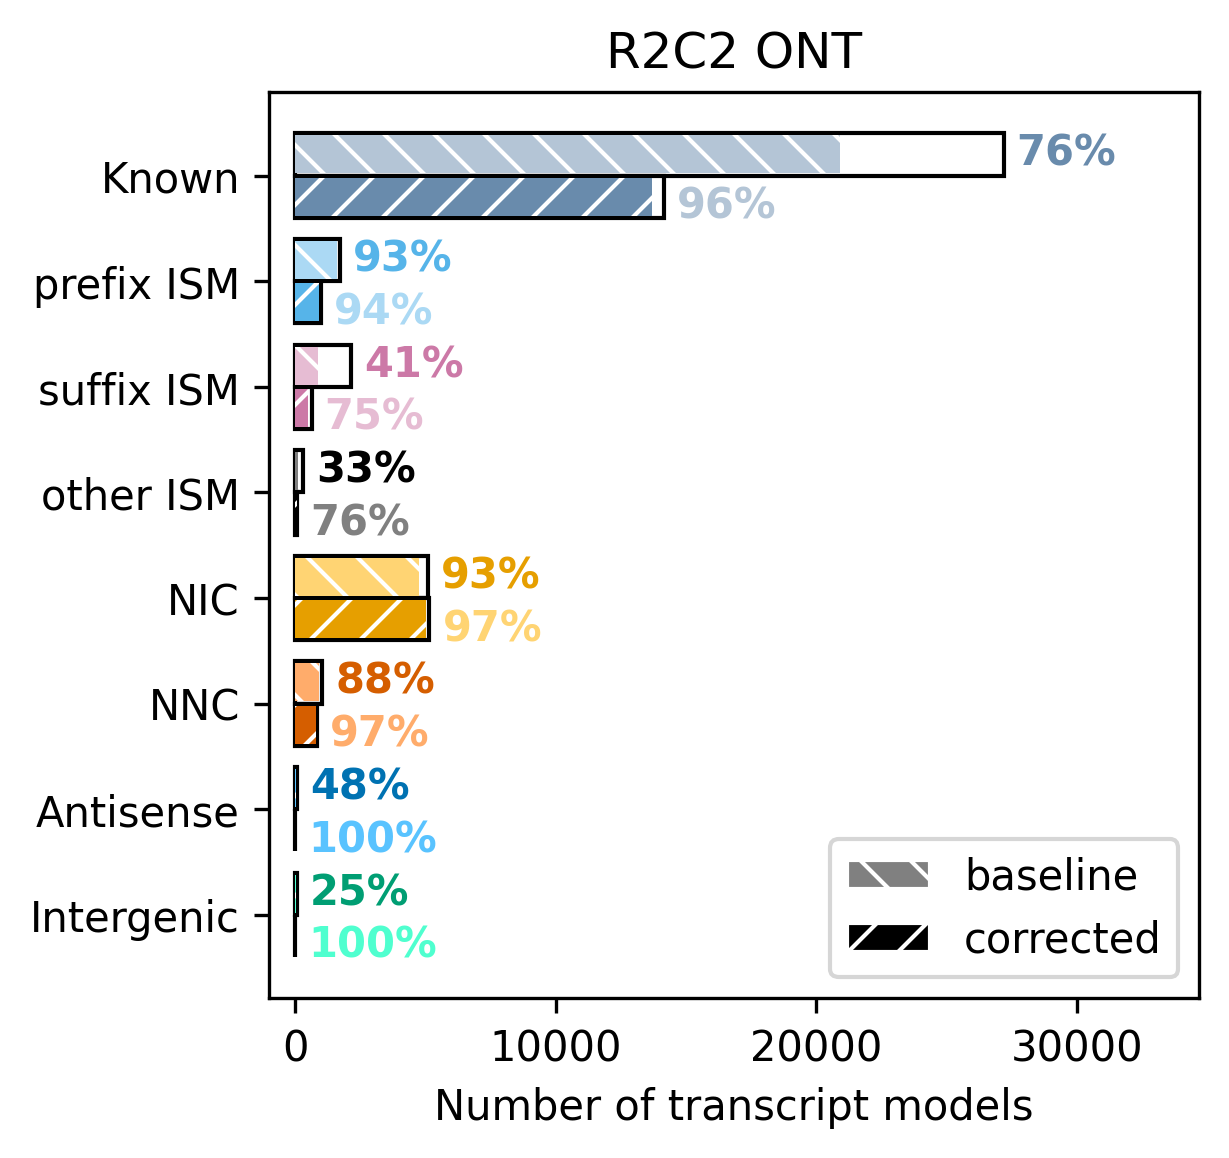 R2C2 ONT
Known
76%
96%
prefix ISM
93%
94%
suffix ISM
41%
75%
other ISM
33%
76%
NIC
93%
97%
NNC
88%
97%
Antisense
48%
100%
Intergenic
25%
100%
baseline
corrected
0 10000 20000 30000
Number of transcript models